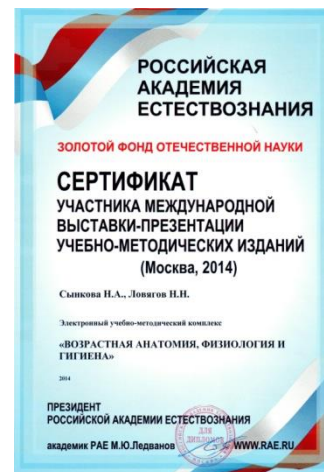 РОССИЙСКАЯ
АКАДЕМИЯ
ЕСТЕСТВОЗНАНИЯ
ЗОЛОТОЙ ФОНД ОТЕЧЕСТВЕННОЙ НАУКИ
СЕРТИФИКАТ
УЧАСТНИКА МЕЖДУНАРОДНОЙ
ВЫСТАВКИ-ПРЕЗЕНТАЦИИ
УЧЕБНО-МЕТОДИЧЕСКИХ ИЗДАНИЙ
(Москва, 2014)
Сынкова Н.А., Ловягов Н.Н.
Электронный учебно-методический комплекс
«ВОЗРАСТНАЯ АНАТОМИЯ, ФИЗИОЛОГИЯ И
ГИГИЕНА»
2014
ПРЕЗИДЕНТ
РОССИЙСКОЙ АКАДЕМИИ ЕСТЕСТВОЗНАНИЯ
академик РАЕ М.Ю.Ледванов
ДЛЯ
ДИПЛОМОВ
WWW.RAE.RU